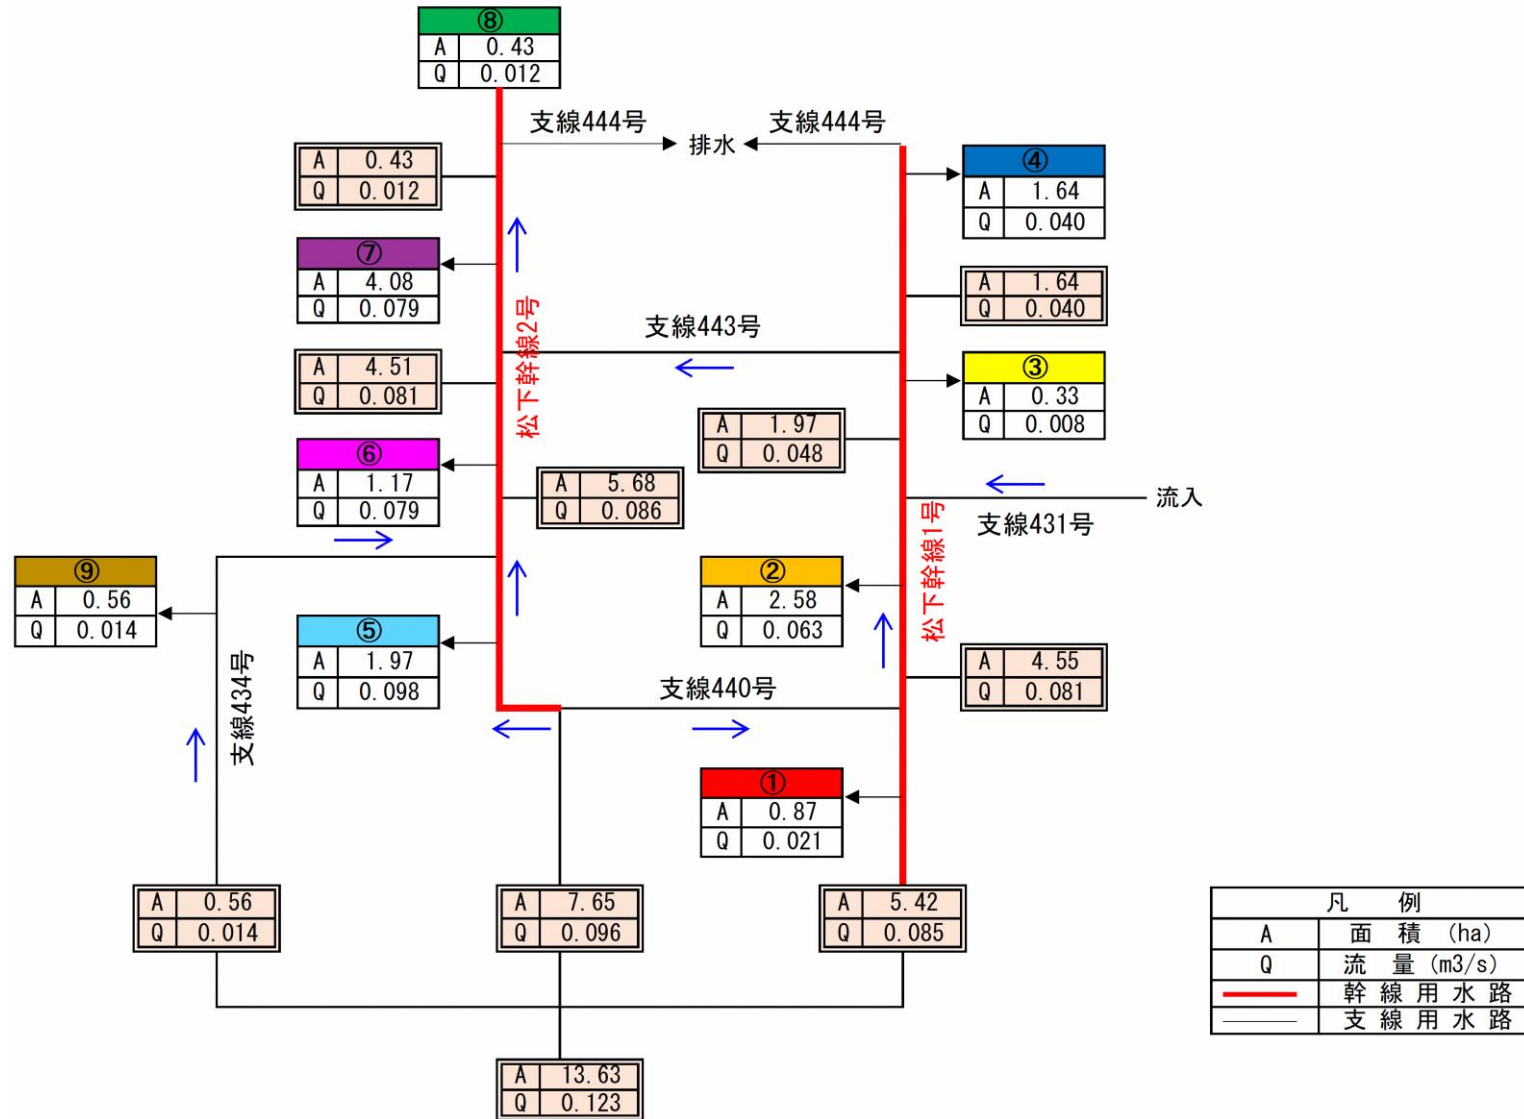 ⑧
A 0.43
Q 0.012
支線444号
支線444号
排水
A 0.43
Q 0.012
④
A 1.64
Q 0.040
⑦
A 4.08
Q 0.079
A 1.64
Q 0.040
松下幹線2号
支線443号
A 4.51
Q 0.081
③
A 0.33
Q 0.008
A 1.97
Q 0.048
⑥
A 1.17
Q 0.079
A 5.68
Q 0.086
流入
支線431号
松下幹線1号
⑨
A 0.56
Q 0.014
②
A 2.58
Q 0.063
⑤
A 1.97
Q 0.098
支線434号
支線440号
A 4.55
Q 0.081
①
A 0.87
Q 0.021
A 0.56
Q 0.014
A 7.65
Q 0.096
A 5.42
Q 0.085
凡 例
A 面 積 (ha)
Q 流 量 (m3/s)
幹 線 用 水 路
支 線 用 水 路
A 13.63
Q 0.123